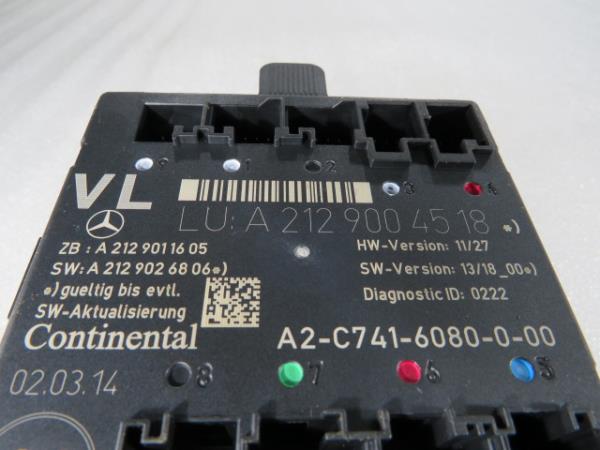 9 1 2 3 4
VL
LU: A 212 900 45 18 *)
ZB : A 212 901 16 05
HW-Version: 11/27
SW: A 212 902 68 06 *)
SW-Version: 13/18_00 *)
*) gueltig bis evtl.
SW-Aktualisierung
Diagnostic ID: 0222
Continental
A2-C741-6080-0-00
02.03.14
8 7 6 5